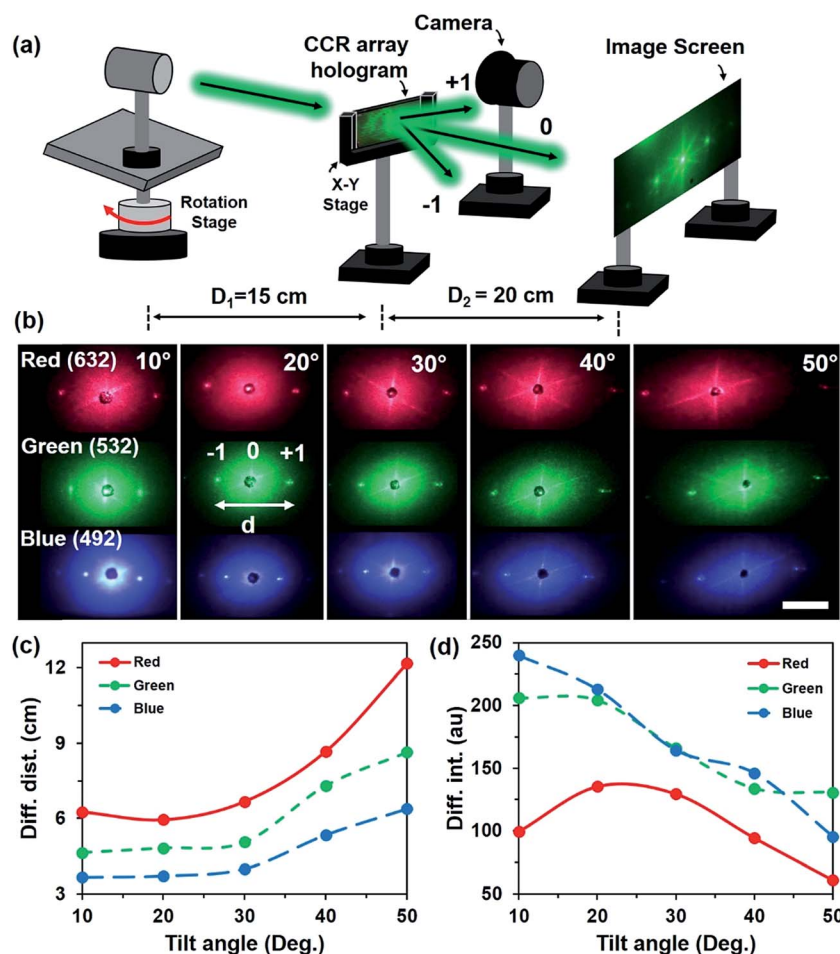 (a)
Camera
CCR array
hologram
Image Screen
+1
0
-1
X-Y
Stage
Rotation
Stage
D₁=15 cm
D₂ = 20 cm
(b)
Red (632)
10°
20°
30°
40°
50°
Green (532)
-1 0 +1
d
Blue (492)
(c)
12
9
6
3
Diff. dist. (cm)
Red
Green
Blue
10 20 30 40 50
Tilt angle (Deg.)
(d)
250
200
150
100
50
Diff. int. (au)
Red
Green
Blue
10 20 30 40 50
Tilt angle (Deg.)